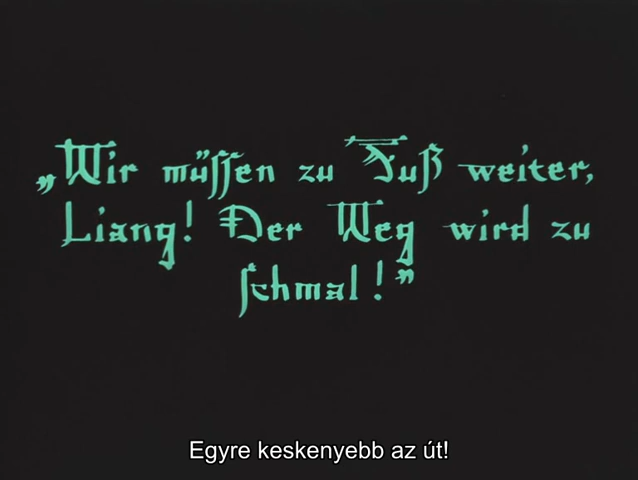 „Wir müſſen zu Fuß weiter,
Liang! Der Weg wird zu
ſchmal!”
Egyre keskenyebb az út!